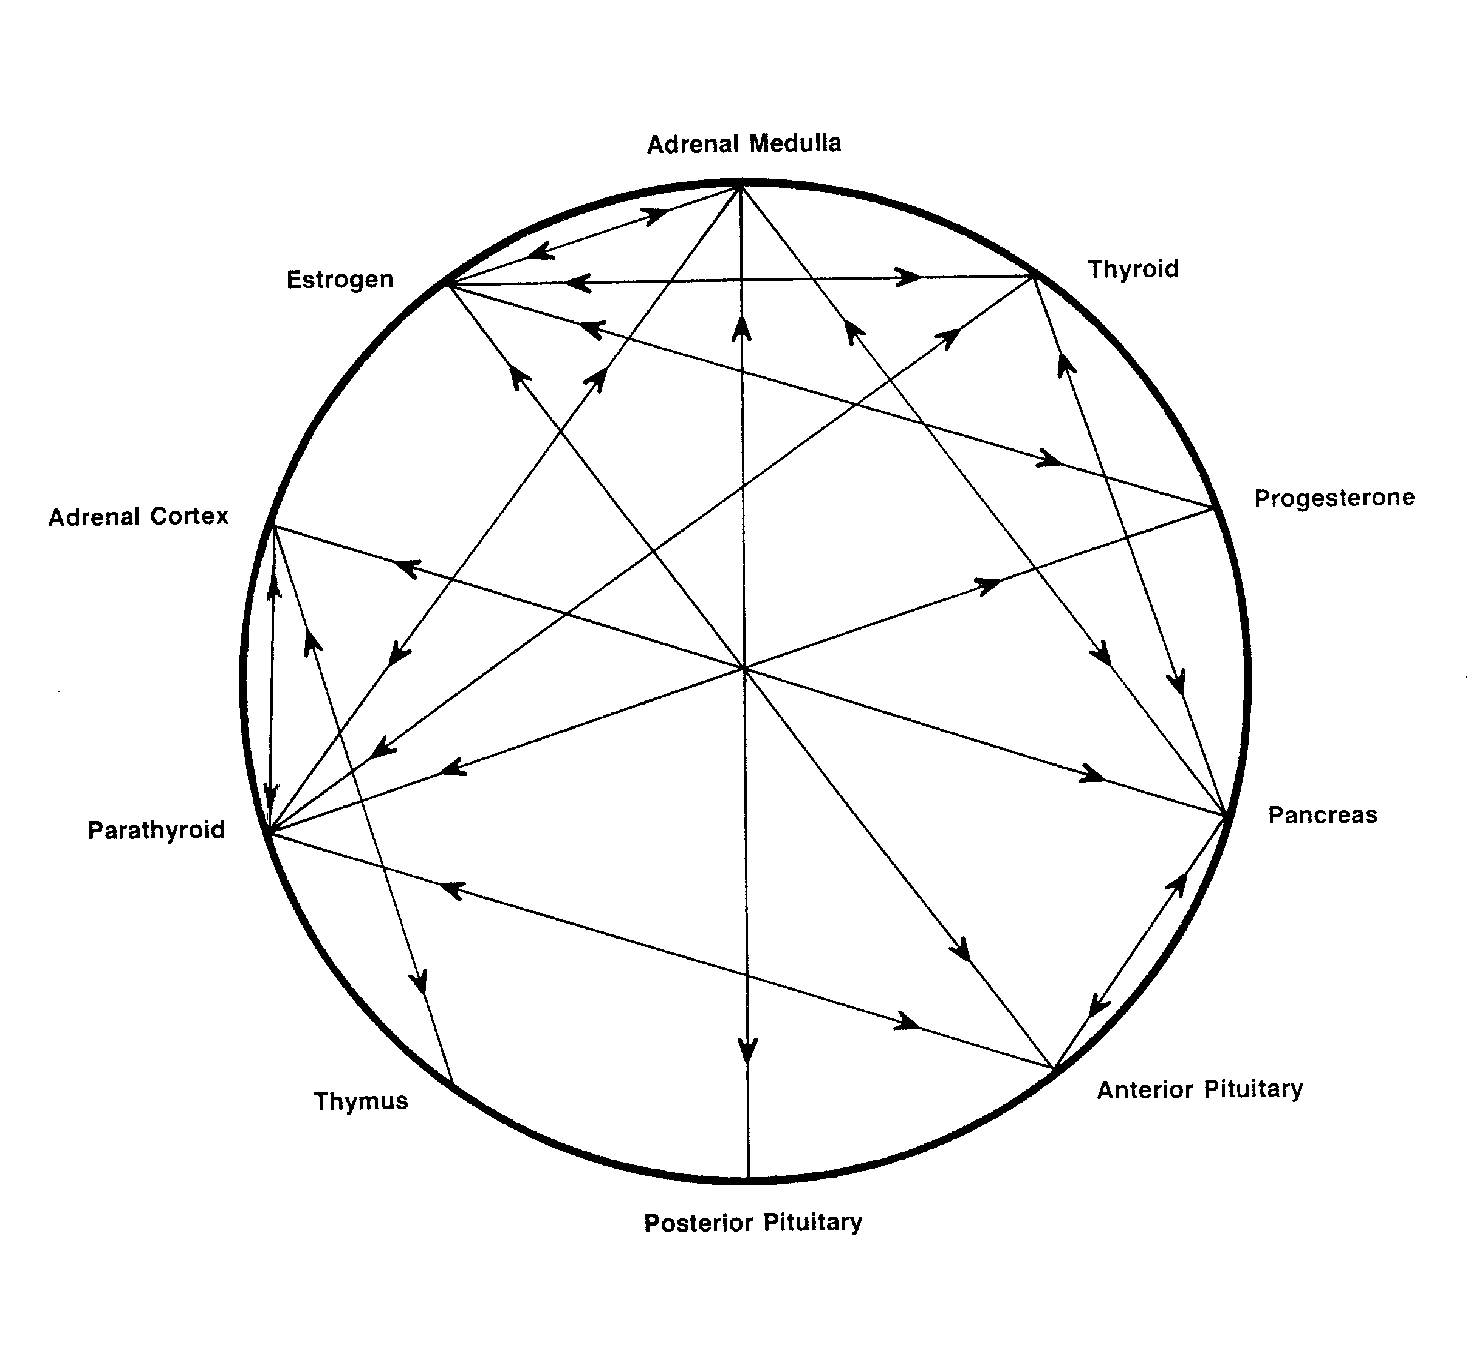 Adrenal Medulla
Estrogen
Thyroid
Adrenal Cortex
Progesterone
Parathyroid
Pancreas
Thymus
Anterior Pituitary
Posterior Pituitary